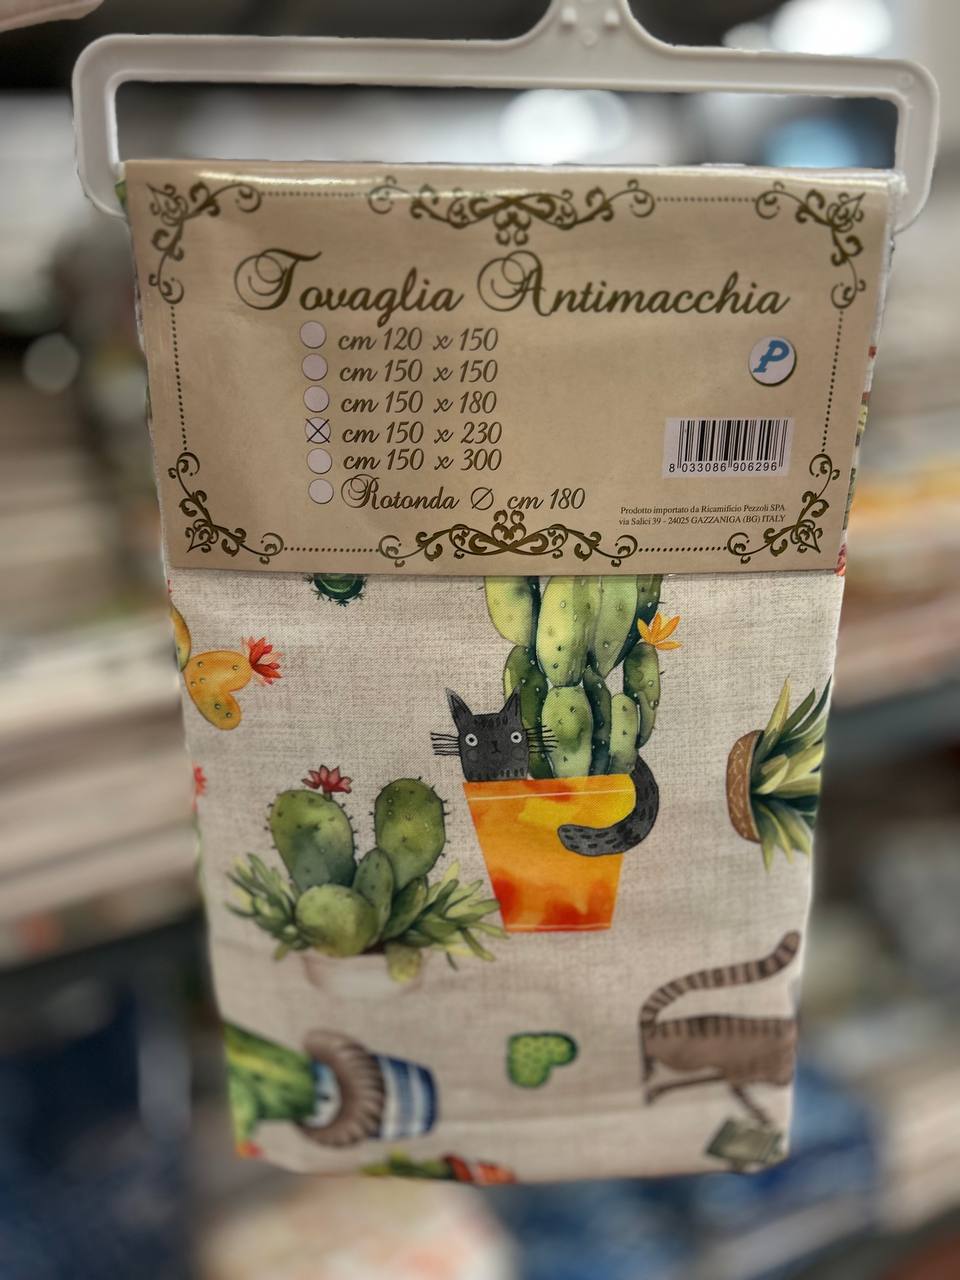 Tovaglia Antimacchia
cm 120 x 150
cm 150 x 150
cm 150 x 180
cm 150 x 230
cm 150 x 300
Rotonda Ø cm 180
P
8 033086 906296
Prodotto importato da Ricamificio Pezzoli SPA
via Salici 39 - 24025 GAZZANIGA (BG) ITALY